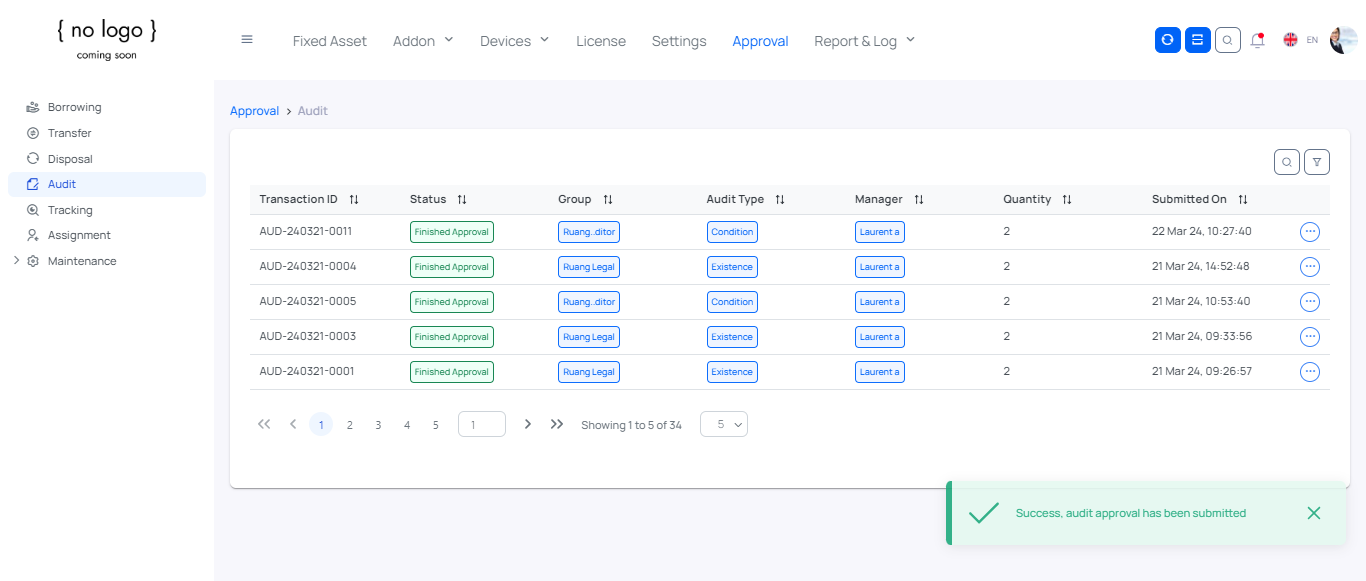 { no logo }
coming soon
Fixed Asset Addon Devices License Settings Approval Report & Log EN
Borrowing
Transfer
Disposal
Audit
Tracking
Assignment
Maintenance
Approval > Audit
Transaction ID Status Group Audit Type Manager Quantity Submitted On
AUD-240321-0011 Finished Approval Ruang..ditor Condition Laurent a 2 22 Mar 24, 10:27:40
AUD-240321-0004 Finished Approval Ruang Legal Existence Laurent a 2 21 Mar 24, 14:52:48
AUD-240321-0005 Finished Approval Ruang..ditor Condition Laurent a 2 21 Mar 24, 10:53:40
AUD-240321-0003 Finished Approval Ruang Legal Existence Laurent a 2 21 Mar 24, 09:33:56
AUD-240321-0001 Finished Approval Ruang Legal Existence Laurent a 2 21 Mar 24, 09:26:57
1 2 3 4 5 1 Showing 1 to 5 of 34 5
Success, audit approval has been submitted